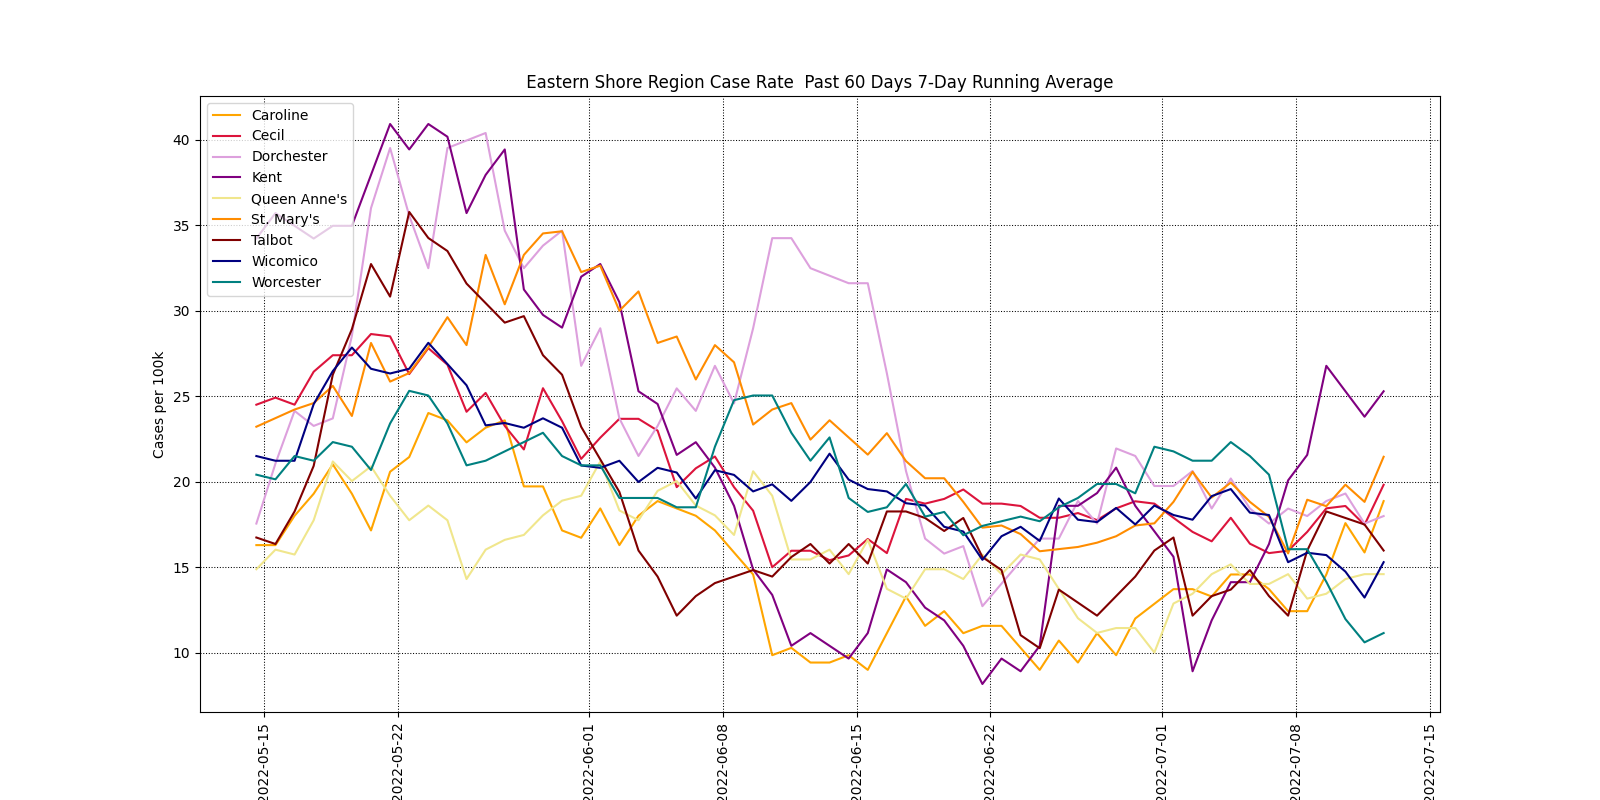 Eastern Shore Region Case Rate  Past 60 Days 7-Day Running Average
Caroline
Cecil
Dorchester
Kent
Queen Anne's
St. Mary's
Talbot
Wicomico
Worcester
Cases per 100k
40
35
30
25
20
15
10
2022-05-15
2022-05-22
2022-06-01
2022-06-08
2022-06-15
2022-06-22
2022-07-01
2022-07-08
2022-07-15